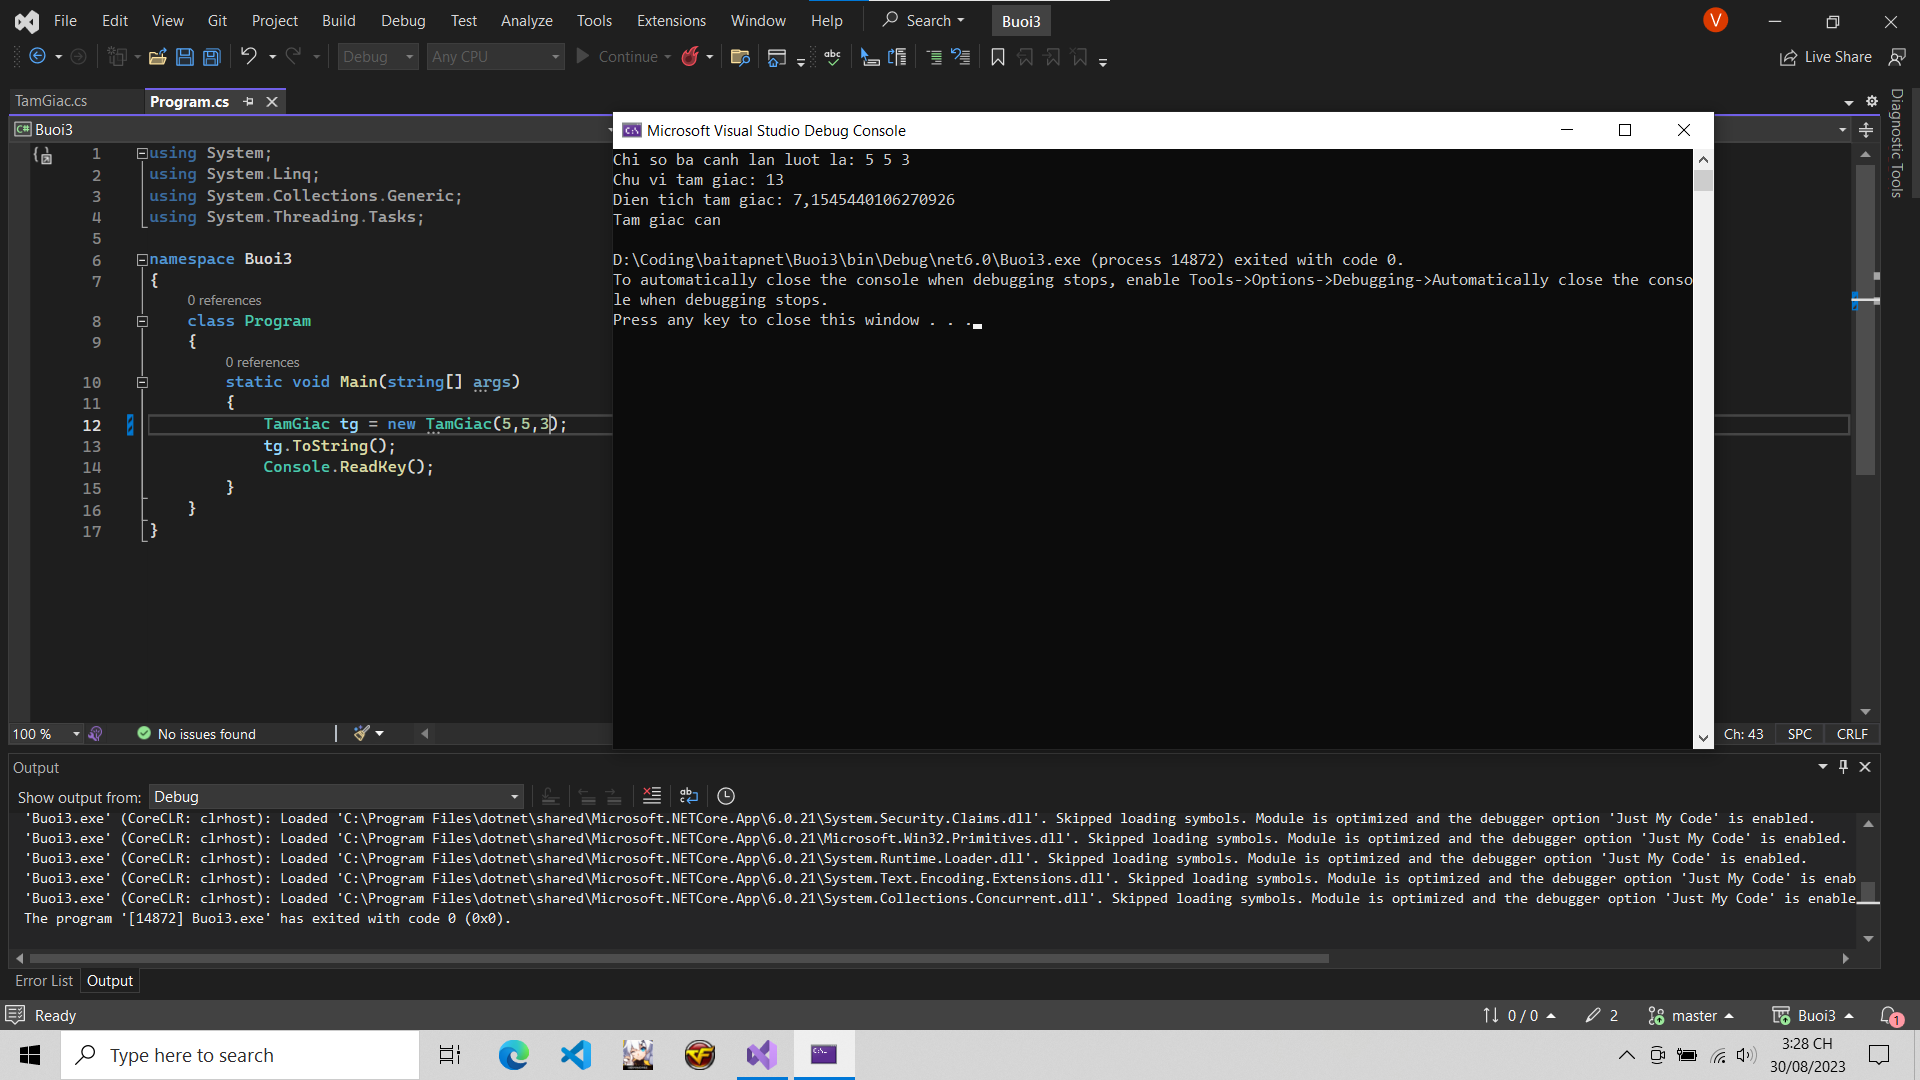 File Edit View Git Project Build Debug Test Analyze Tools Extensions Window Help Search Buoi3 V
Debug Any CPU Continue Live Share
TamGiac.cs Program.cs
Buoi3
1 using System;
2 using System.Linq;
3 using System.Collections.Generic;
4 using System.Threading.Tasks;
5
6 namespace Buoi3
7 {
0 references
8 class Program
9 {
0 references
10 static void Main(string[] args)
11 {
12 TamGiac tg = new TamGiac(5,5,3);
13 tg.ToString();
14 Console.ReadKey();
15 }
16 }
17 }
Microsoft Visual Studio Debug Console
Chi so ba canh lan luot la: 5 5 3
Chu vi tam giac: 13
Dien tich tam giac: 7,1545440106270926
Tam giac can
D:\Coding\baitapnet\Buoi3\bin\Debug\net6.0\Buoi3.exe (process 14872) exited with code 0.
To automatically close the console when debugging stops, enable Tools->Options->Debugging->Automatically close the conso
le when debugging stops.
Press any key to close this window . . .
Diagnostic Tools
100 % No issues found Ch: 43 SPC CRLF
Output
Show output from: Debug
'Buoi3.exe' (CoreCLR: clrhost): Loaded 'C:\Program Files\dotnet\shared\Microsoft.NETCore.App\6.0.21\System.Security.Claims.dll'. Skipped loading symbols. Module is optimized and the debugger option 'Just My Code' is enabled.
'Buoi3.exe' (CoreCLR: clrhost): Loaded 'C:\Program Files\dotnet\shared\Microsoft.NETCore.App\6.0.21\Microsoft.Win32.Primitives.dll'. Skipped loading symbols. Module is optimized and the debugger option 'Just My Code' is enabled.
'Buoi3.exe' (CoreCLR: clrhost): Loaded 'C:\Program Files\dotnet\shared\Microsoft.NETCore.App\6.0.21\System.Runtime.Loader.dll'. Skipped loading symbols. Module is optimized and the debugger option 'Just My Code' is enabled.
'Buoi3.exe' (CoreCLR: clrhost): Loaded 'C:\Program Files\dotnet\shared\Microsoft.NETCore.App\6.0.21\System.Text.Encoding.Extensions.dll'. Skipped loading symbols. Module is optimized and the debugger option 'Just My Code' is enab
'Buoi3.exe' (CoreCLR: clrhost): Loaded 'C:\Program Files\dotnet\shared\Microsoft.NETCore.App\6.0.21\System.Collections.Concurrent.dll'. Skipped loading symbols. Module is optimized and the debugger option 'Just My Code' is enable
The program '[14872] Buoi3.exe' has exited with code 0 (0x0).
Error List Output
Ready 0 / 0 2 master Buoi3 1
Type here to search
3:28 CH
30/08/2023